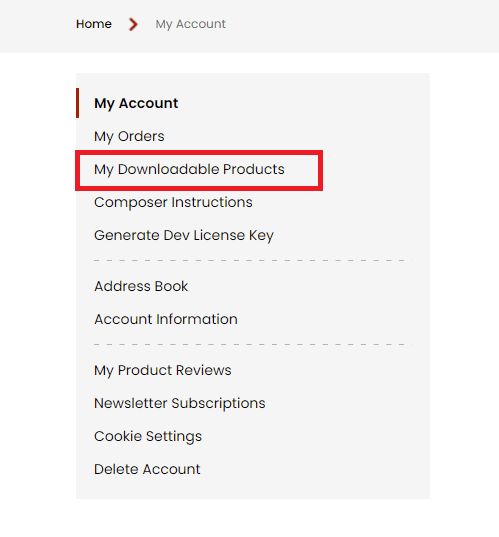 Home My Account
My Account
My Orders
My Downloadable Products
Composer Instructions
Generate Dev License Key
Address Book
Account Information
My Product Reviews
Newsletter Subscriptions
Cookie Settings
Delete Account